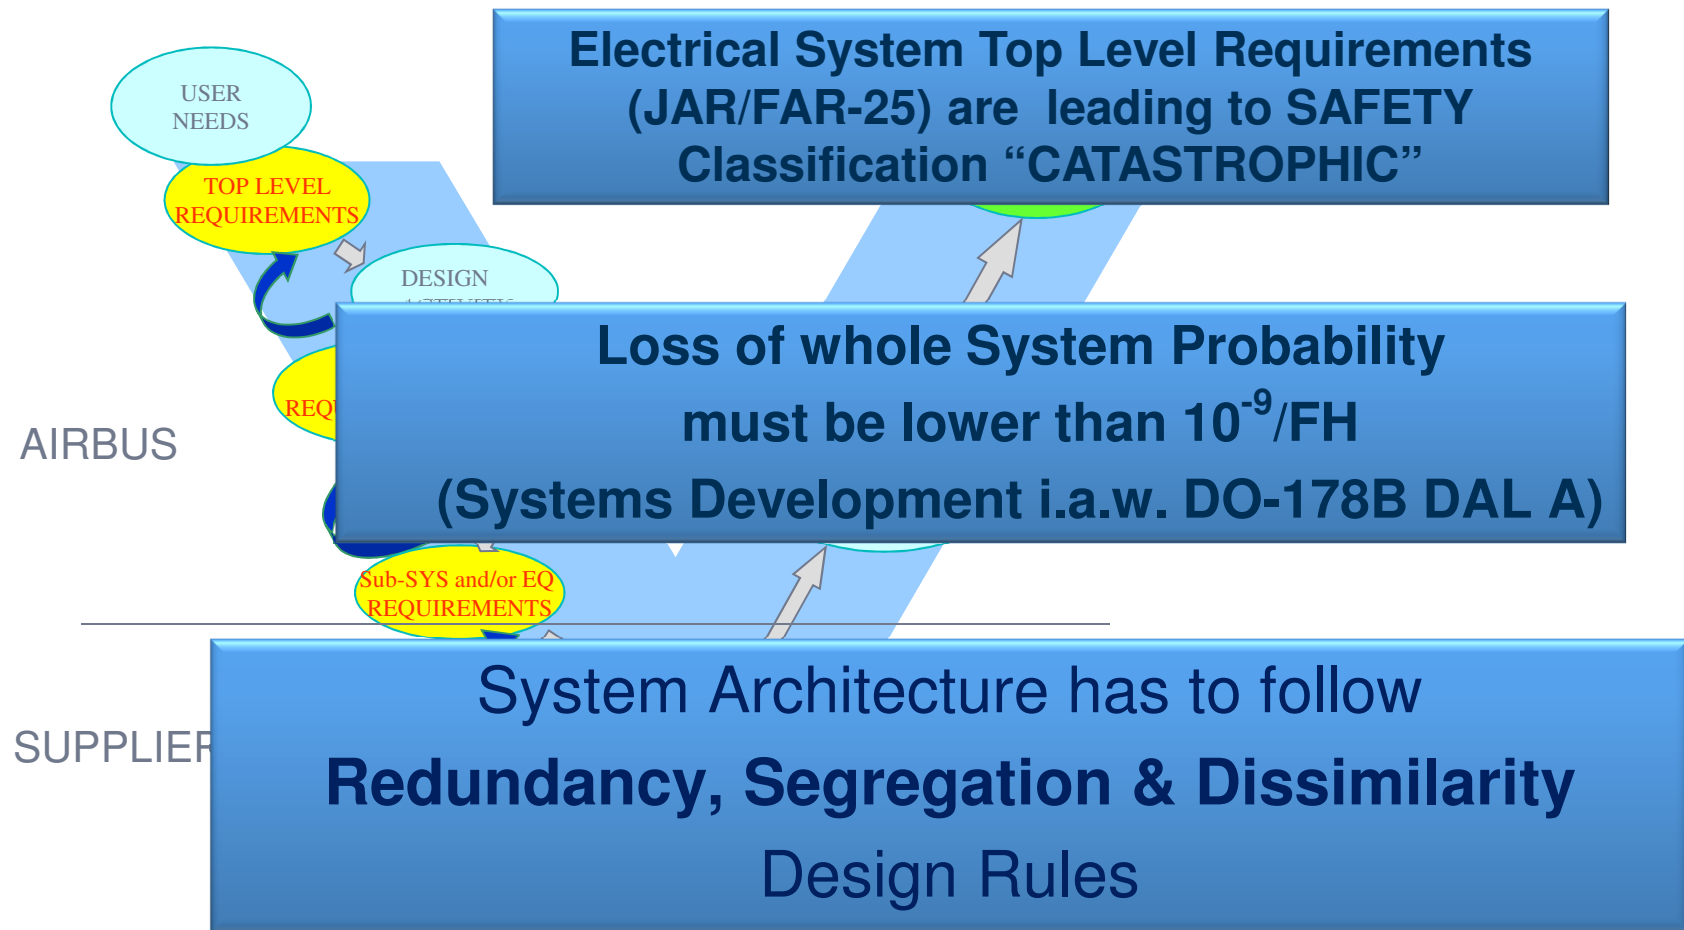 Electrical System Top Level Requirements
(JAR/FAR-25) are leading to SAFETY
Classification “CATASTROPHIC”
USER
NEEDS
TOP LEVEL
REQUIREMENTS
DESIGN
Loss of whole System Probability
must be lower than 10⁻⁹/FH
(Systems Development i.a.w. DO-178B DAL A)
REQU
AIRBUS
Sub-SYS and/or EQ
REQUIREMENTS
System Architecture has to follow
Redundancy, Segregation & Dissimilarity
Design Rules
SUPPLIER